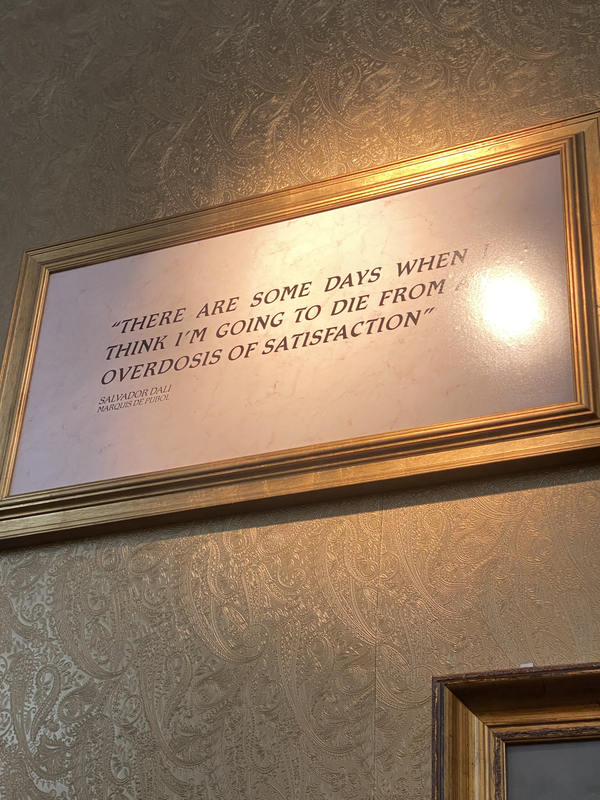 “THERE ARE SOME DAYS WHEN I
THINK I'M GOING TO DIE FROM A
OVERDOSIS OF SATISFACTION”
SALVADOR DALI
MARQUIS DE PUBOL